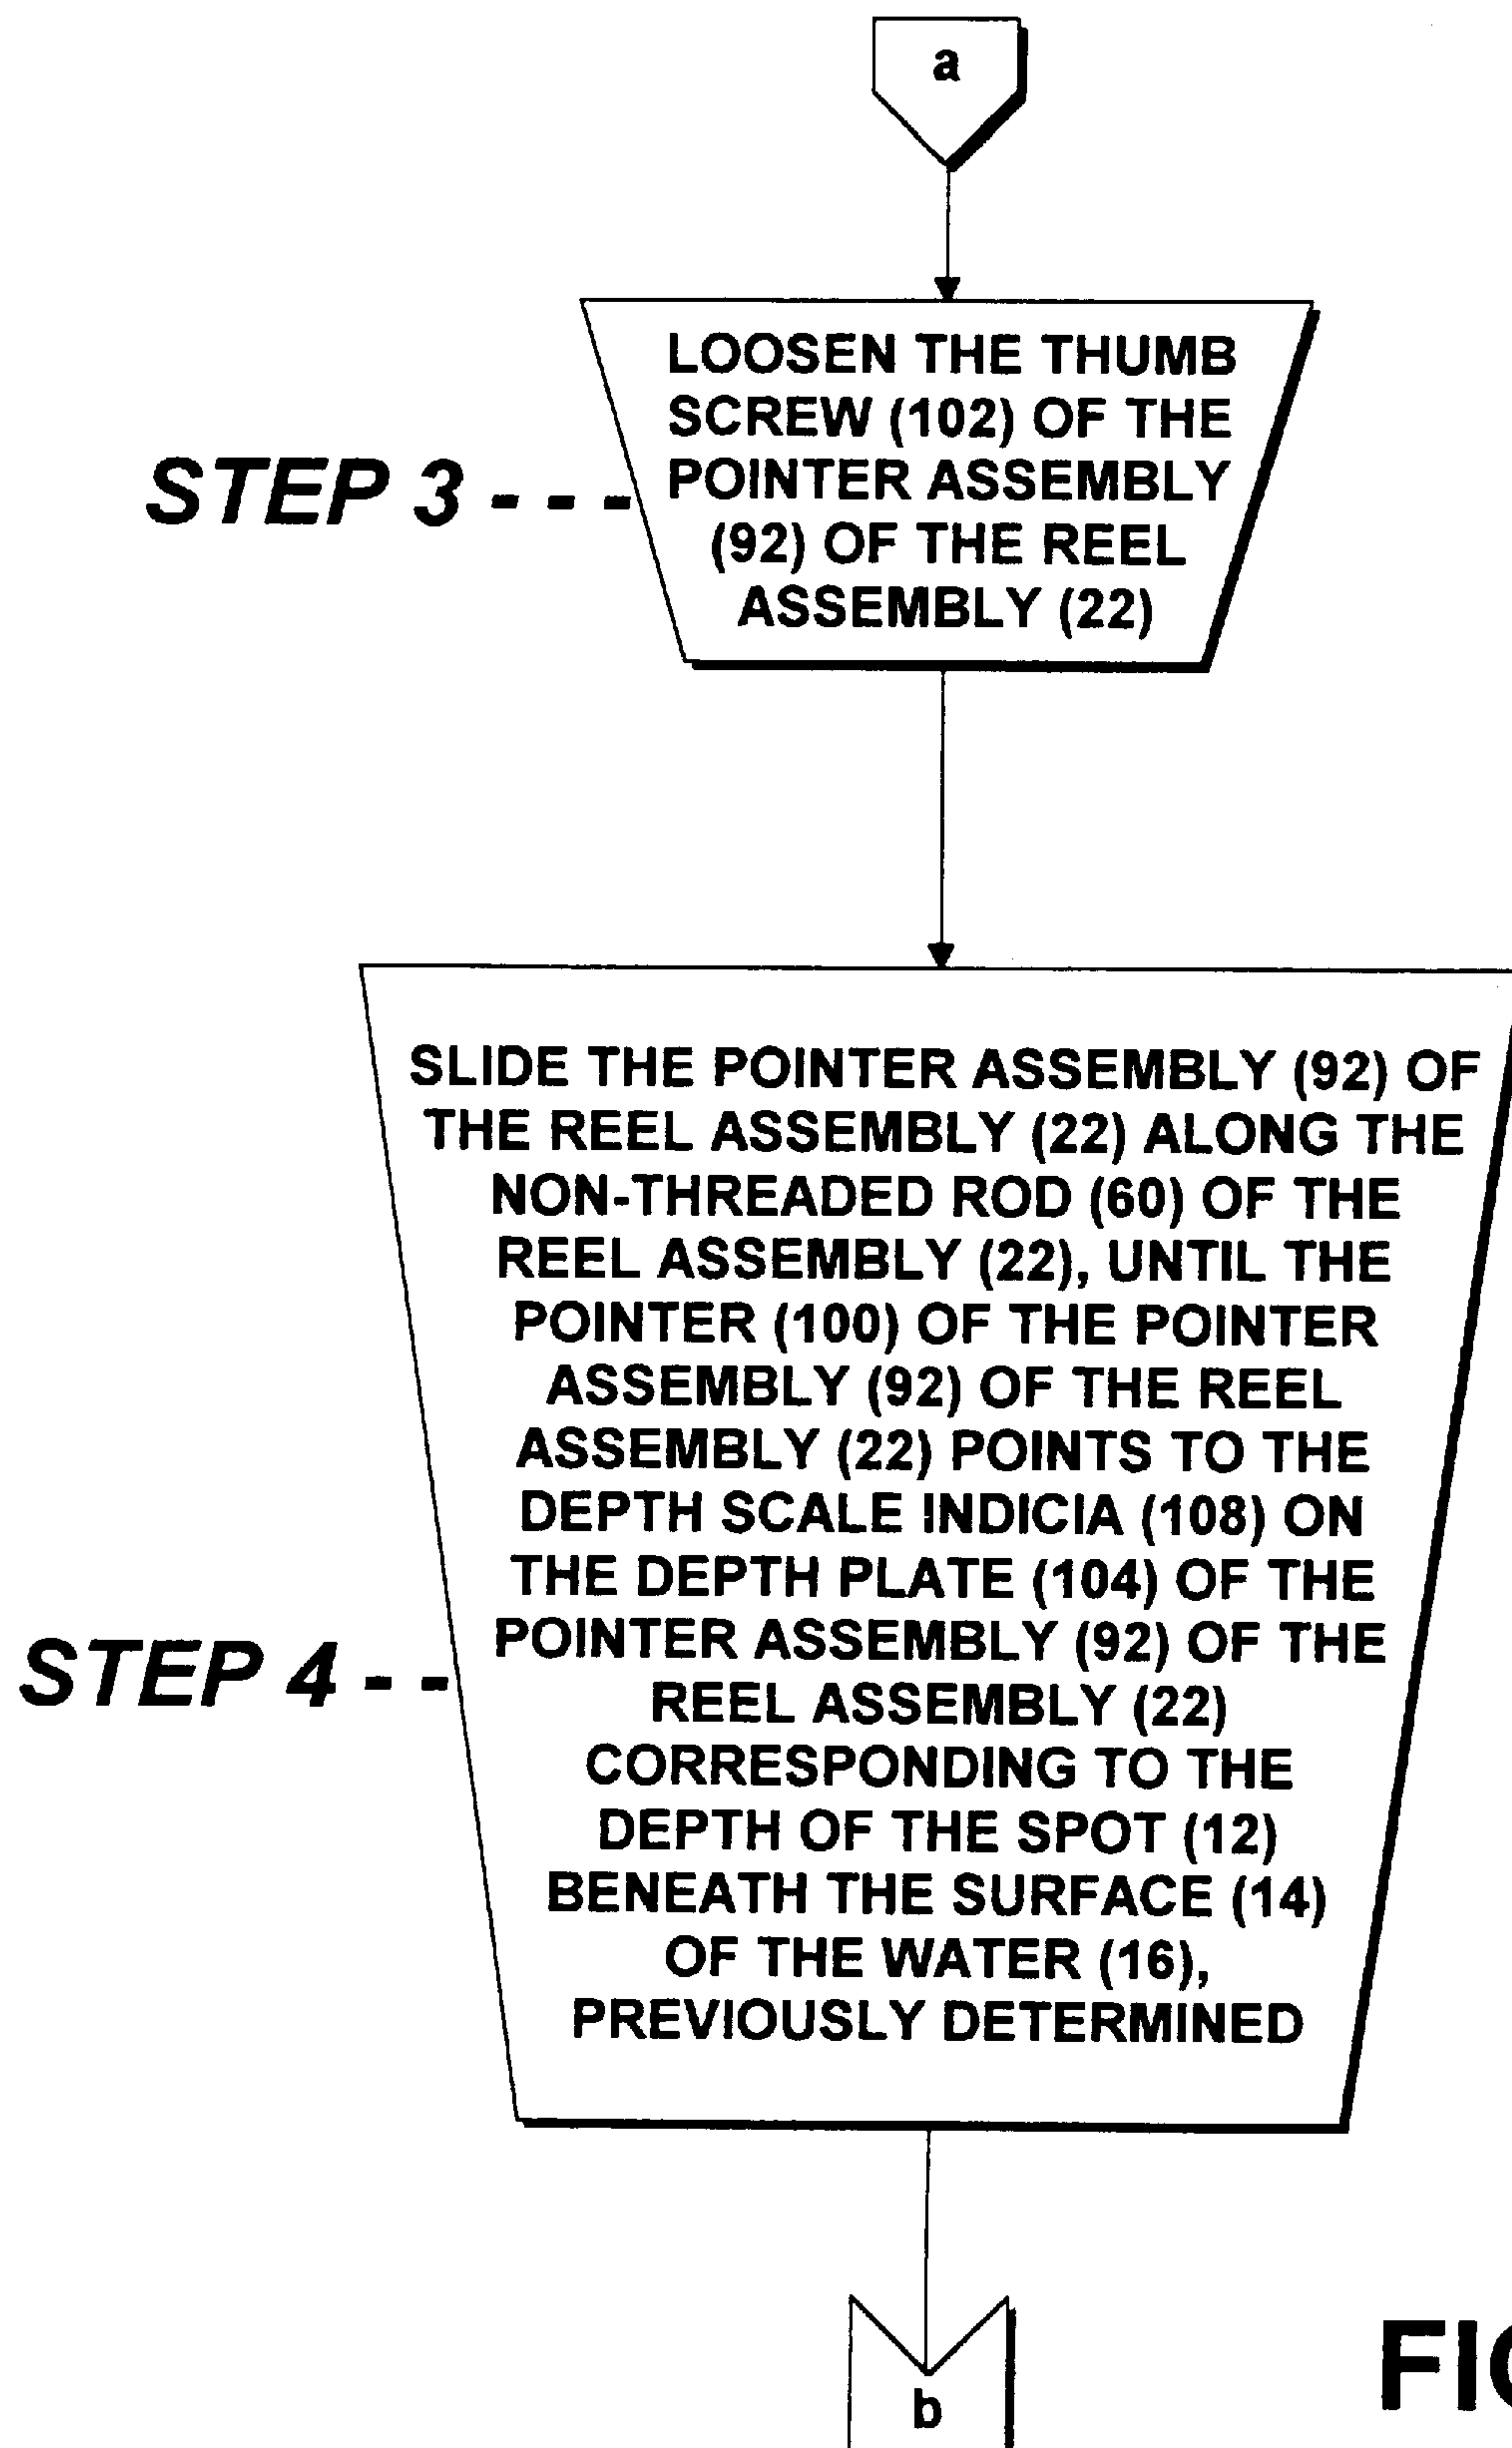 a
LOOSEN THE THUMB
SCREW (102) OF THE
POINTER ASSEMBLY
(92) OF THE REEL
ASSEMBLY (22)
STEP 3 - - -
SLIDE THE POINTER ASSEMBLY (92) OF
THE REEL ASSEMBLY (22) ALONG THE
NON-THREADED ROD (60) OF THE
REEL ASSEMBLY (22), UNTIL THE
POINTER (100) OF THE POINTER
ASSEMBLY (92) OF THE REEL
ASSEMBLY (22) POINTS TO THE
DEPTH SCALE INDICIA (108) ON
THE DEPTH PLATE (104) OF THE
POINTER ASSEMBLY (92) OF THE
REEL ASSEMBLY (22)
CORRESPONDING TO THE
DEPTH OF THE SPOT (12)
BENEATH THE SURFACE (14)
OF THE WATER (16),
PREVIOUSLY DETERMINED
STEP 4 - -
b